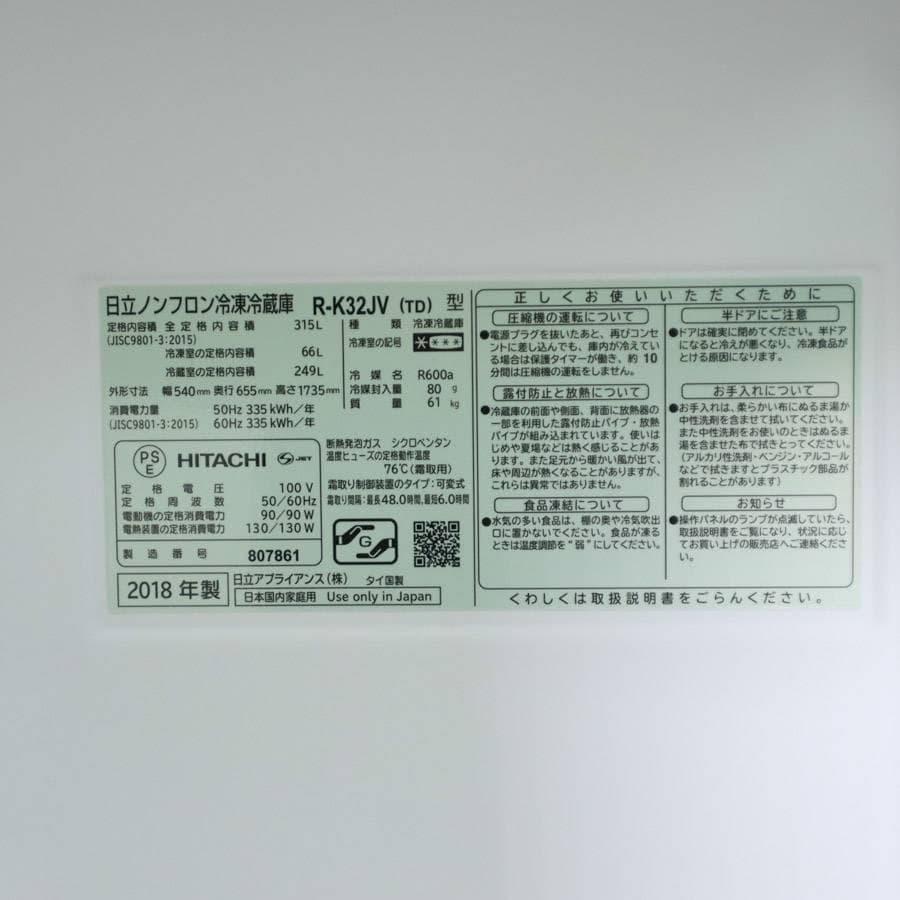 日立ノンフロン冷凍冷蔵庫 R-K32JV (TD) 型
定格内容積 全定格内容積 315L
(JISC9801-3:2015)
冷凍室の定格内容積 66L
冷蔵室の定格内容積 249L
外形寸法 幅540mm 奥行655mm 高さ1735mm
消費電力量 50Hz 335 kWh/年
(JISC9801-3:2015) 60Hz 335 kWh/年
種類 冷凍冷蔵庫
冷凍室の記号
冷媒名 R600a
冷媒封入量 80 g
質量 61 kg
PS
E
HITACHI
S JET
定格電圧 100 V
定格周波数 50/60Hz
電動機の定格消費電力 90/90 W
電熱装置の定格消費電力 130/130 W
製造番号 807861
断熱発泡ガス シクロペンタン
温度ヒューズの定格動作温度
76℃(霜取用)
霜取り制御装置のタイプ:可変式
霜取り間隔:最長48.0時間,最短6.0時間
G
2018 年製
日立アプライアンス(株) タイ国製
日本国内家庭用 Use only in Japan
正しくお使いいただくために
圧縮機の運転について
●電源プラグを抜いたあと、再びコンセ
ントに差し込んでも、庫内が冷えてい
る場合は保護タイマーが働き、約10
分間は圧縮機の運転をしません。
露付防止と放熱について
●冷蔵庫の前面や側面、背面に放熱器の
一部を利用した露付防止パイプ・放熱
パイプが組み込まれています。使いは
じめや夏場などは熱く感じることがあ
ります。また足元から暖かい風が出て、
床や周辺が熱くなることがありますが、
これらは異常ではありません。
食品凍結について
●水気の多い食品は、棚の奥や冷気吹出
口に置かないでください。食品が凍る
ときは温度調節を"弱"にしてください。
半ドアにご注意
●ドアは確実に閉めてください。半ドア
になると冷えが悪くなり、冷凍食品が
とける原因になります。
お手入れについて
●お手入れは、柔らかい布にぬるま湯か
中性洗剤を含ませて拭いてください。
また中性洗剤をお使いのときはぬるま
湯を含ませた布で拭きとってください。
(アルカリ性洗剤・ベンジン・アルコール
などで拭きますとプラスチック部品が
割れることがあります)
お知らせ
●操作パネルのランプが点滅していたら、
取扱説明書をご覧になり、状況に応じ
てお買い上げの販売店へご連絡くださ
い。
くわしくは取扱説明書をごらんください。